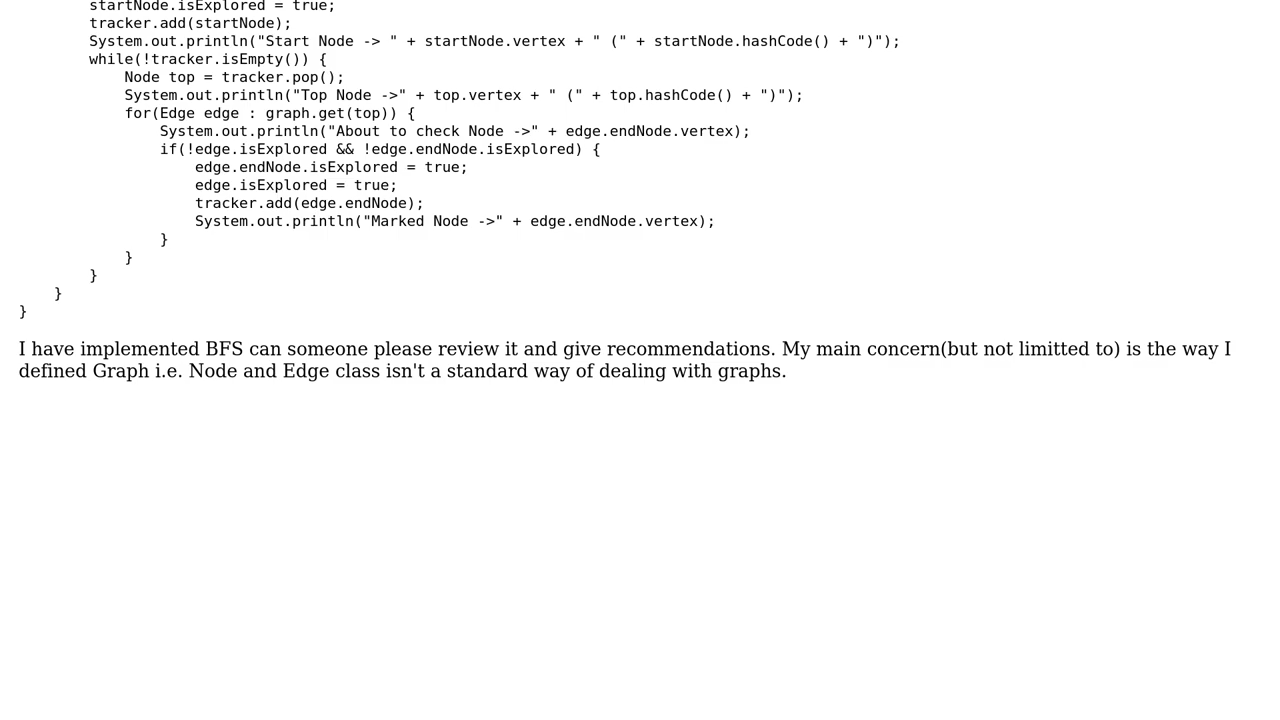 startNode.isExplored = true;
tracker.add(startNode);
System.out.println("Start Node -> " + startNode.vertex + " (" + startNode.hashCode() + ")");
while(!tracker.isEmpty()) {
Node top = tracker.pop();
System.out.println("Top Node ->" + top.vertex + " (" + top.hashCode() + ")");
for(Edge edge : graph.get(top)) {
System.out.println("About to check Node ->" + edge.endNode.vertex);
if(!edge.isExplored && !edge.endNode.isExplored) {
edge.endNode.isExplored = true;
edge.isExplored = true;
tracker.add(edge.endNode);
System.out.println("Marked Node ->" + edge.endNode.vertex);
}
}
}
}
}
I have implemented BFS can someone please review it and give recommendations. My main concern(but not limitted to) is the way I
defined Graph i.e. Node and Edge class isn't a standard way of dealing with graphs.